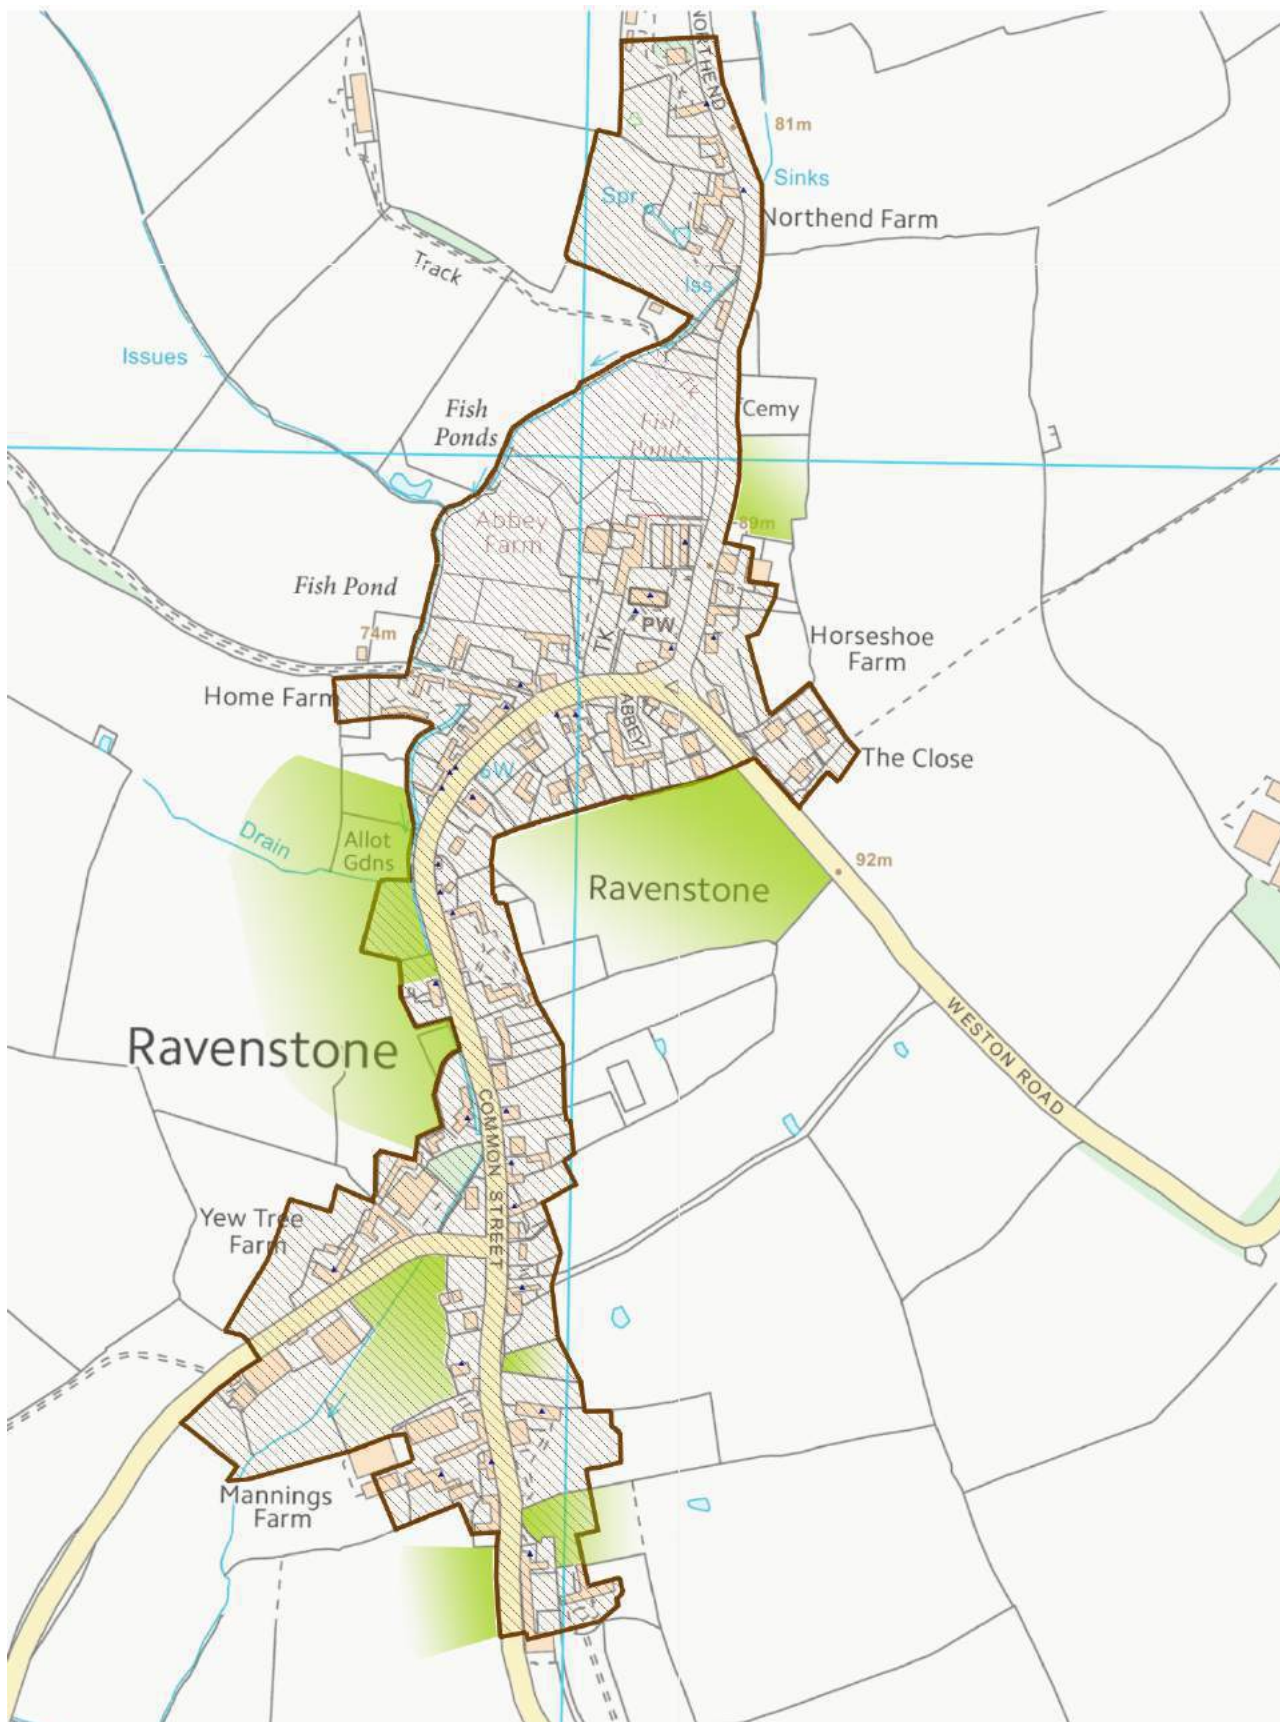 NORTHEND
81m
Sinks
Spr
Northend Farm
Track
Iss
Issues
Fish
Ponds
Cemy
Fish
Ponds
Abbey
Farm
89m
Fish Pond
74m
PW
TK
Horseshoe
Farm
Home Farm
ABBEY
The Close
W
Drain
Allot
Gdns
92m
Ravenstone
Ravenstone
WESTON ROAD
COMMON STREET
Yew Tree
Farm
Mannings
Farm